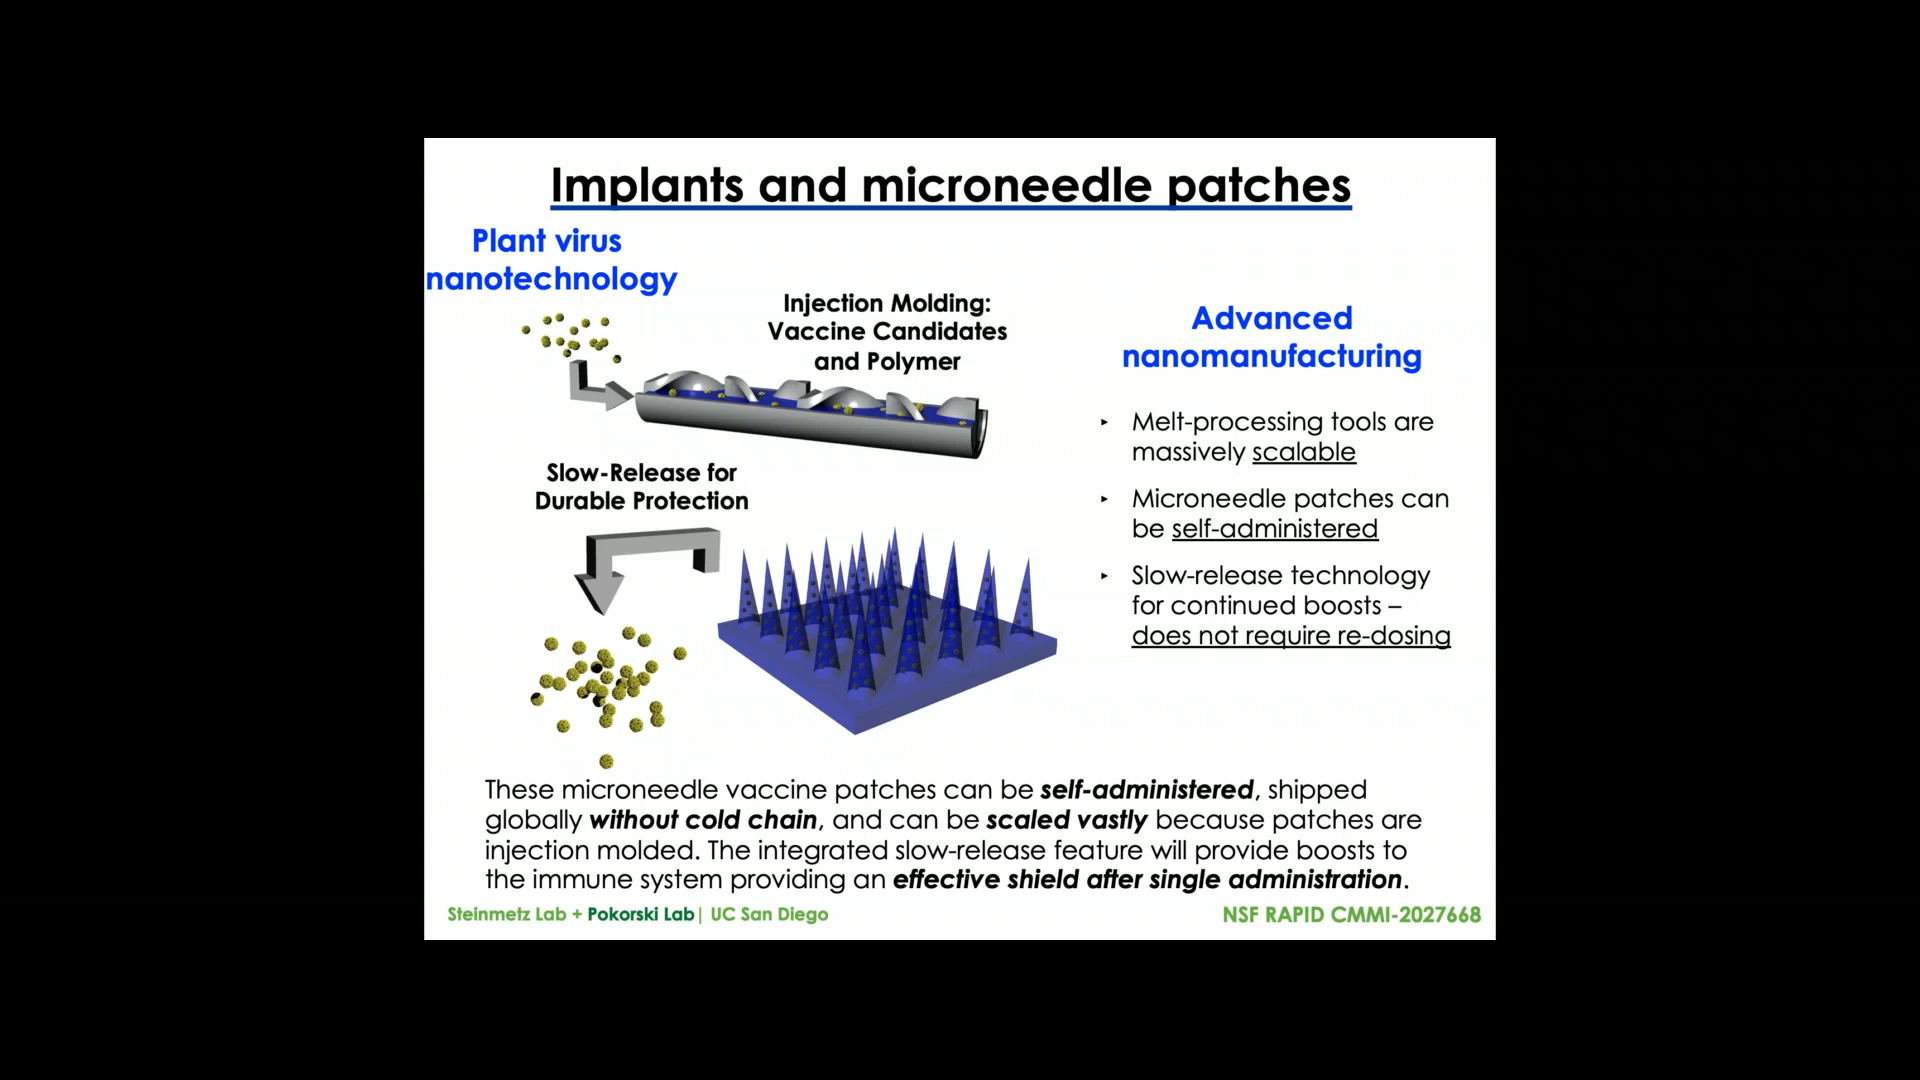 Implants and microneedle patches
Plant virus
nanotechnology
Injection Molding:
Vaccine Candidates
and Polymer
Slow-Release for
Durable Protection
Advanced
nanomanufacturing
‣ Melt-processing tools are
massively scalable
‣ Microneedle patches can
be self-administered
‣ Slow-release technology
for continued boosts –
does not require re-dosing
These microneedle vaccine patches can be self-administered, shipped
globally without cold chain, and can be scaled vastly because patches are
injection molded. The integrated slow-release feature will provide boosts to
the immune system providing an effective shield after single administration.
Steinmetz Lab + Pokorski Lab| UC San Diego
NSF RAPID CMMI-2027668